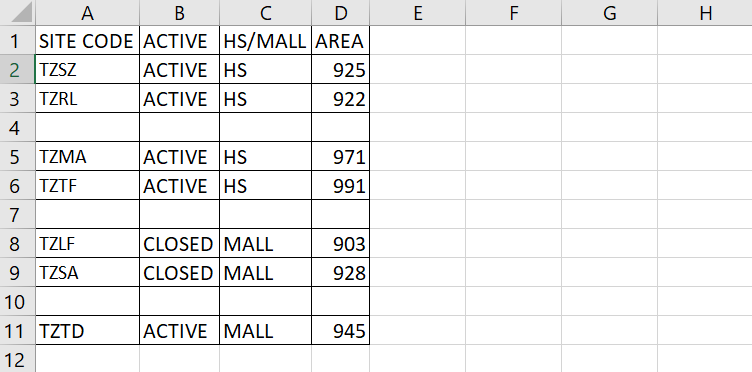 A B C D E F G H
1 SITE CODE ACTIVE HS/MALL AREA
2 TZSZ ACTIVE HS 925
3 TZRL ACTIVE HS 922
4
5 TZMA ACTIVE HS 971
6 TZTF ACTIVE HS 991
7
8 TZLF CLOSED MALL 903
9 TZSA CLOSED MALL 928
10
11 TZTD ACTIVE MALL 945
12